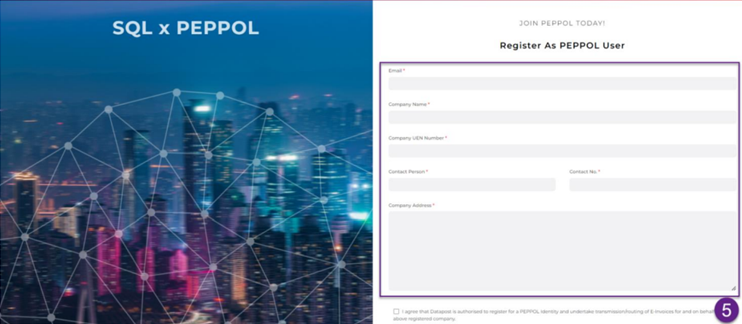 SQL x PEPPOL
JOIN PEPPOL TODAY!
Register As PEPPOL User
Email *
Company Name *
Company UEN Number *
Contact Person *
Contact No. *
Company Address *
I agree that Datapost is authorised to register for a PEPPOL Identity and undertake transmission/routing of E invoices for and on behalf
above registered company.
5